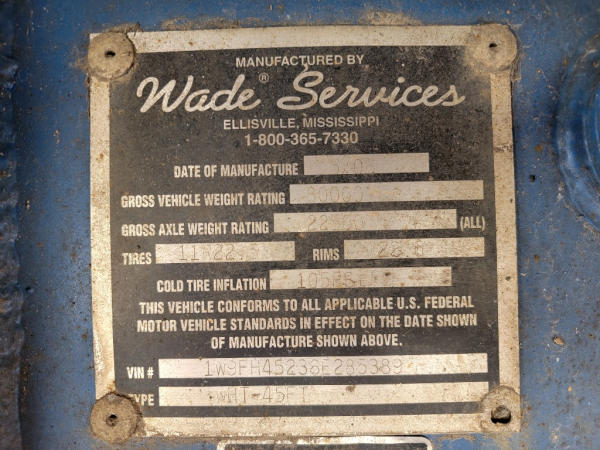 MANUFACTURED BY
Wade® Services
ELLISVILLE, MISSISSIPPI
1-800-365-7330
DATE OF MANUFACTURE
GROSS VEHICLE WEIGHT RATING
GROSS AXLE WEIGHT RATING (ALL)
TIRES 11R22.5 RIMS
COLD TIRE INFLATION
THIS VEHICLE CONFORMS TO ALL APPLICABLE U.S. FEDERAL
MOTOR VEHICLE STANDARDS IN EFFECT ON THE DATE SHOWN
OF MANUFACTURE SHOWN ABOVE.
VIN #
TYPE